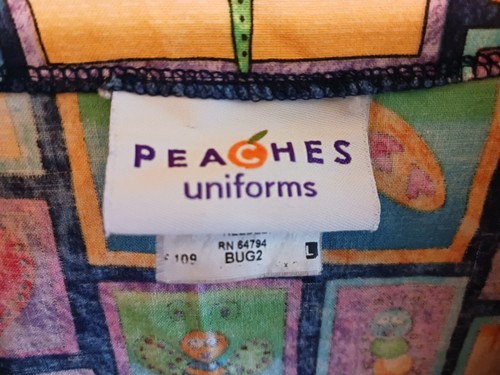 PEACHES
uniforms
RN 64794
109 BUG2 L